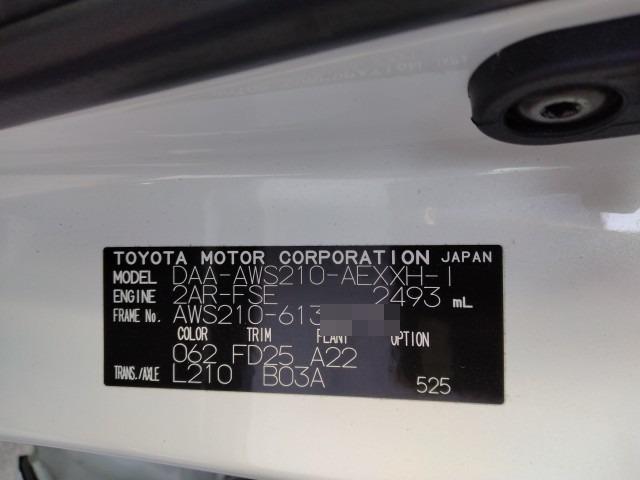 TOYOTA MOTOR CORPORATION JAPAN
MODEL DAA-AWS210-AEXXH-I
ENGINE 2AR-FSE 2493 mL
FRAME No. AWS210-613
COLOR TRIM PLANT OPTION
062 FD25 A22
TRANS./AXLE L210 B03A 525